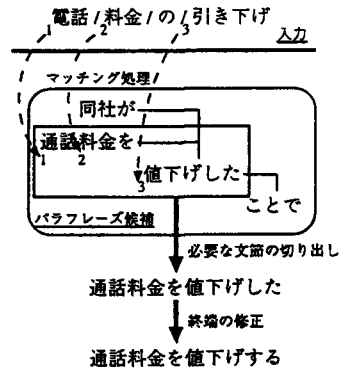 電話/料金/の/引き下げ
1 2 3 入力
マッチング処理
同社が
通話料金を
1 2
値下げした
3
ことで
パラフレーズ候補
必要な文節の切り出し
通話料金を値下げした
終端の修正
通話料金を値下げする